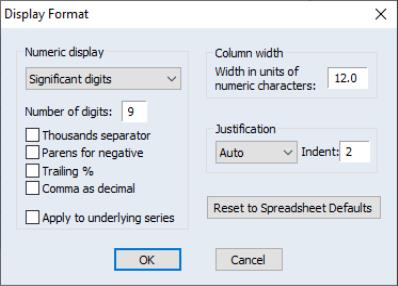 Display Format
Numeric display
Significant digits
Number of digits: 9
Thousands separator
Parens for negative
Trailing %
Comma as decimal
Apply to underlying series
Column width
Width in units of
numeric characters: 12.0
Justification
Auto Indent: 2
Reset to Spreadsheet Defaults
OK Cancel